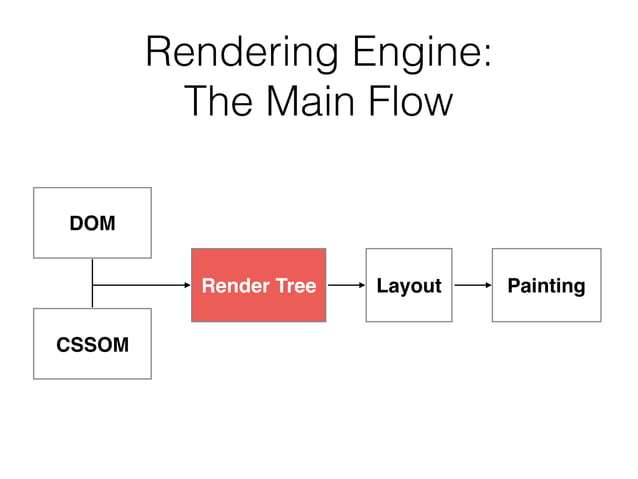 Rendering Engine:
The Main Flow
DOM
Render Tree
Layout
Painting
CSSOM